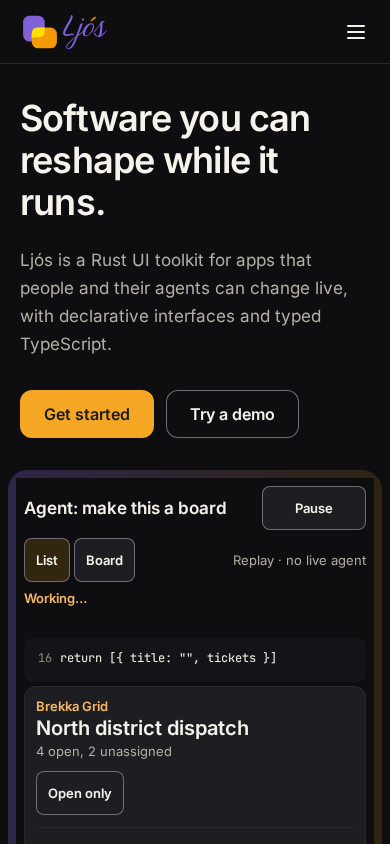 Ljós
Software you can
reshape while it
runs.
Ljós is a Rust UI toolkit for apps that
people and their agents can change live,
with declarative interfaces and typed
TypeScript.
Get started
Try a demo
Agent: make this a board
Pause
List
Board
Replay · no live agent
Working…
16 return [{ title: "", tickets }]
Brekka Grid
North district dispatch
4 open, 2 unassigned
Open only